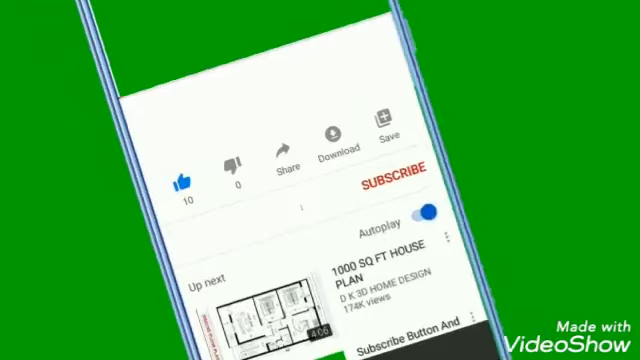 10
0
Share
Download
Save
SUBSCRIBE
Autoplay
Up next
1000 SQ FT HOUSE
PLAN
D K 3D HOME DESIGN
174K views
4:06
Subscribe Button And
Made with
VideoShow